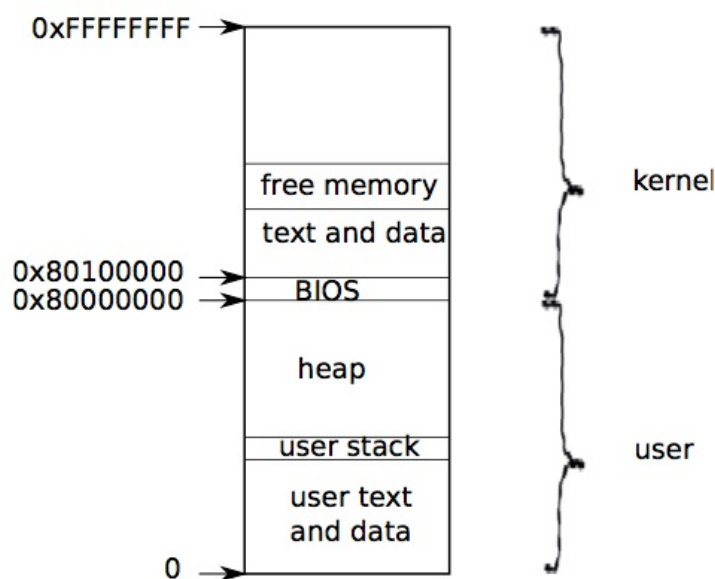 0xFFFFFFFF
free memory
kernel
text and data
0x80100000
BIOS
0x80000000
heap
user stack
user
user text
and data
0